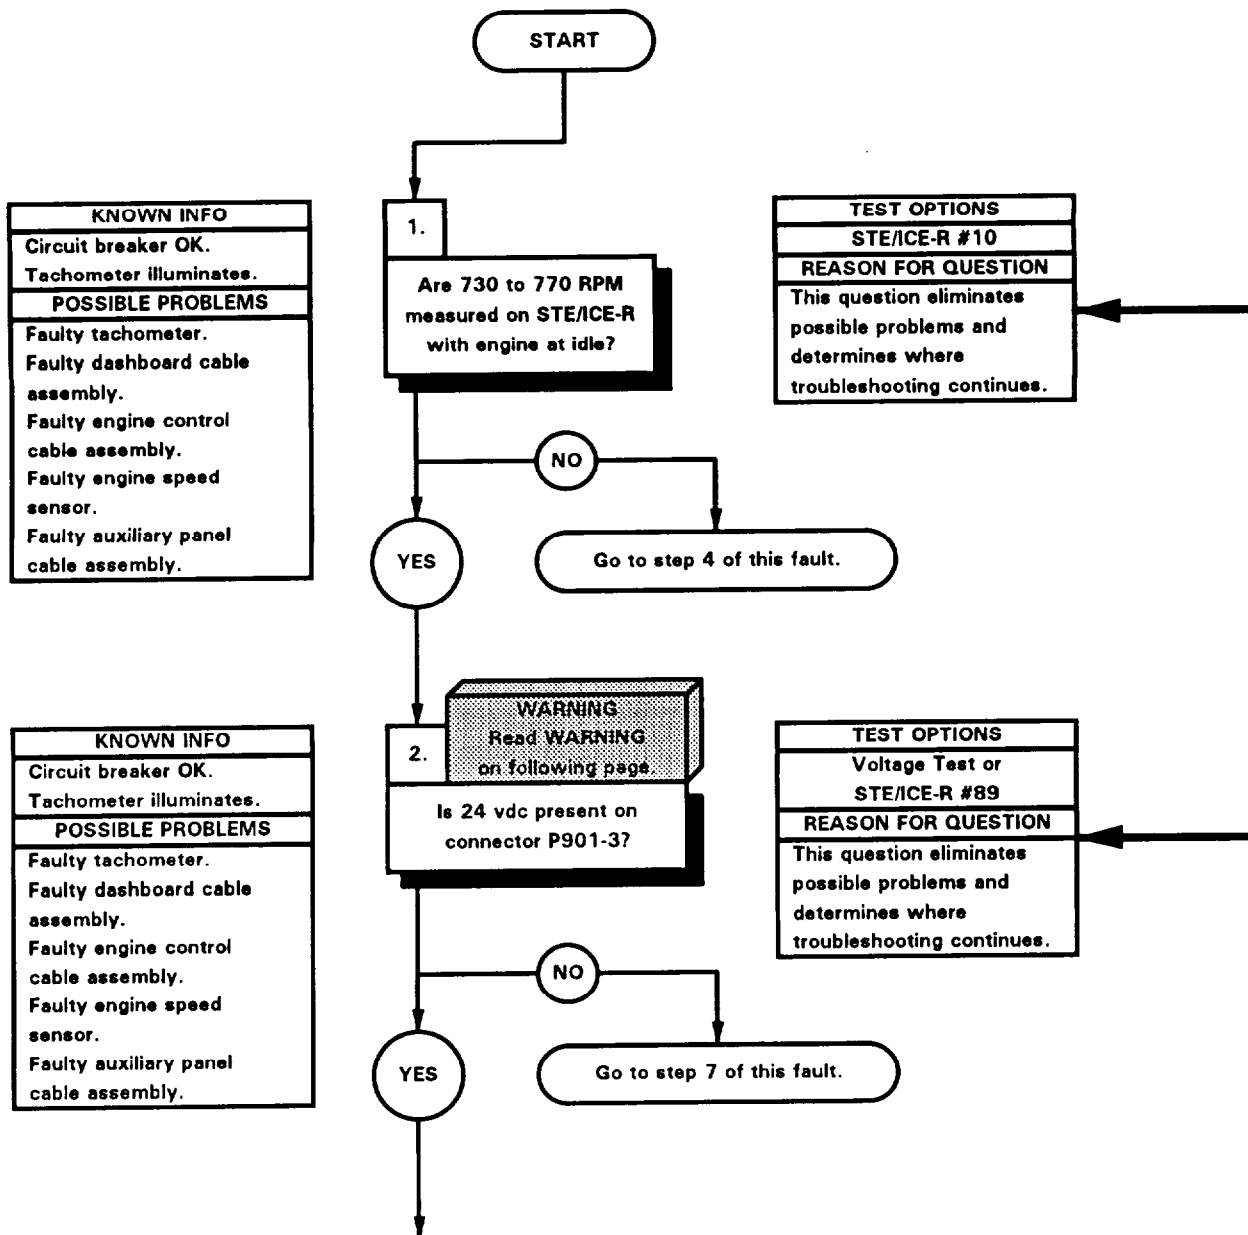 START
KNOWN INFO
Circuit breaker OK.
Tachometer illuminates.
POSSIBLE PROBLEMS
Faulty tachometer.
Faulty dashboard cable
assembly.
Faulty engine control
cable assembly.
Faulty engine speed
sensor.
Faulty auxiliary panel
cable assembly.
1.
Are 730 to 770 RPM
measured on STE/ICE-R
with engine at idle?
TEST OPTIONS
STE/ICE-R #10
REASON FOR QUESTION
This question eliminates
possible problems and
determines where
troubleshooting continues.
NO
YES
Go to step 4 of this fault.
KNOWN INFO
Circuit breaker OK.
Tachometer illuminates.
POSSIBLE PROBLEMS
Faulty tachometer.
Faulty dashboard cable
assembly.
Faulty engine control
cable assembly.
Faulty engine speed
sensor.
Faulty auxiliary panel
cable assembly.
WARNING
Read WARNING
on following page
2.
Is 24 vdc present on
connector P901-3?
TEST OPTIONS
Voltage Test or
STE/ICE-R #89
REASON FOR QUESTION
This question eliminates
possible problems and
determines where
troubleshooting continues.
NO
YES
Go to step 7 of this fault.